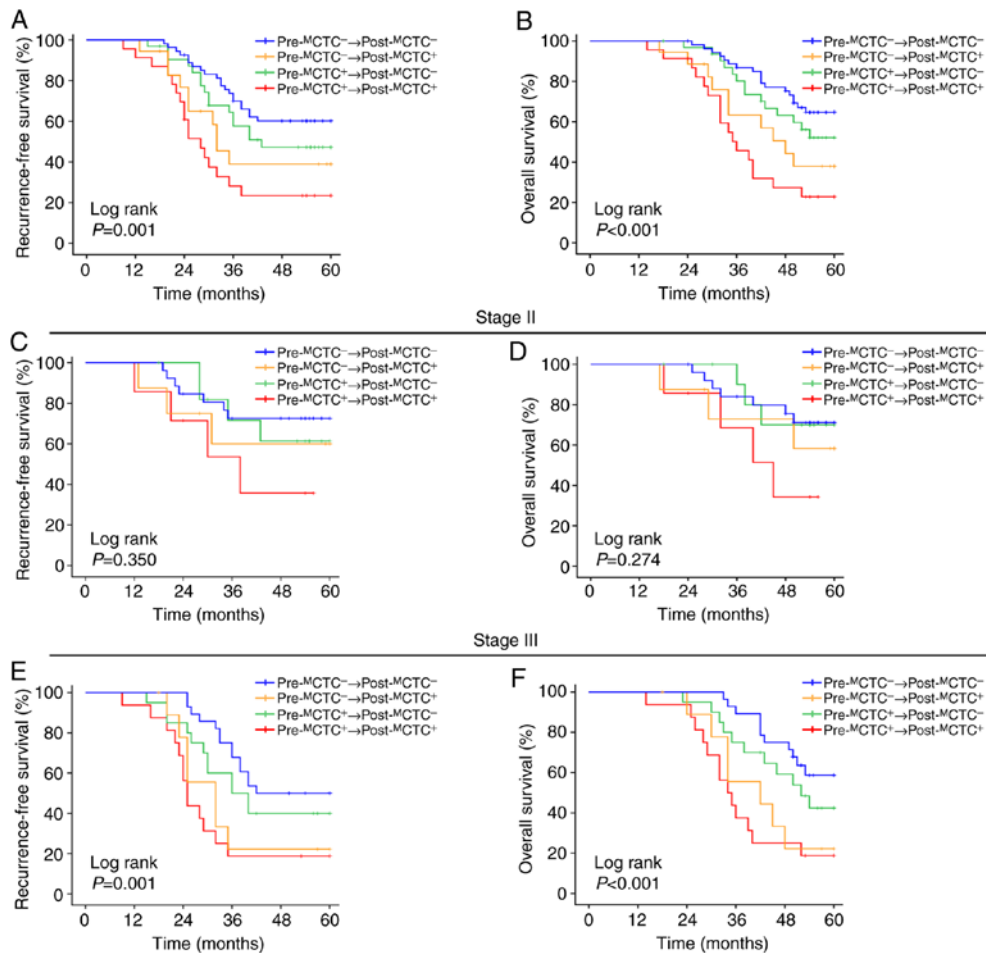 A
Recurrence-free survival (%)
100
80
60
40
20
0
Pre-ᴹCTC⁻→Post-ᴹCTC⁻
Pre-ᴹCTC⁻→Post-ᴹCTC⁺
Pre-ᴹCTC⁺→Post-ᴹCTC⁻
Pre-ᴹCTC⁺→Post-ᴹCTC⁺
Log rank
P=0.001
0 12 24 36 48 60
Time (months)
B
Overall survival (%)
100
80
60
40
20
0
Pre-ᴹCTC⁻→Post-ᴹCTC⁻
Pre-ᴹCTC⁻→Post-ᴹCTC⁺
Pre-ᴹCTC⁺→Post-ᴹCTC⁻
Pre-ᴹCTC⁺→Post-ᴹCTC⁺
Log rank
P<0.001
0 12 24 36 48 60
Time (months)
Stage II
C
Recurrence-free survival (%)
100
80
60
40
20
0
Pre-ᴹCTC⁻→Post-ᴹCTC⁻
Pre-ᴹCTC⁻→Post-ᴹCTC⁺
Pre-ᴹCTC⁺→Post-ᴹCTC⁻
Pre-ᴹCTC⁺→Post-ᴹCTC⁺
Log rank
P=0.350
0 12 24 36 48 60
Time (months)
D
Overall survival (%)
100
80
60
40
20
0
Pre-ᴹCTC⁻→Post-ᴹCTC⁻
Pre-ᴹCTC⁻→Post-ᴹCTC⁺
Pre-ᴹCTC⁺→Post-ᴹCTC⁻
Pre-ᴹCTC⁺→Post-ᴹCTC⁺
Log rank
P=0.274
0 12 24 36 48 60
Time (months)
Stage III
E
Recurrence-free survival (%)
100
80
60
40
20
0
Pre-ᴹCTC⁻→Post-ᴹCTC⁻
Pre-ᴹCTC⁻→Post-ᴹCTC⁺
Pre-ᴹCTC⁺→Post-ᴹCTC⁻
Pre-ᴹCTC⁺→Post-ᴹCTC⁺
Log rank
P=0.001
0 12 24 36 48 60
Time (months)
F
Overall survival (%)
100
80
60
40
20
0
Pre-ᴹCTC⁻→Post-ᴹCTC⁻
Pre-ᴹCTC⁻→Post-ᴹCTC⁺
Pre-ᴹCTC⁺→Post-ᴹCTC⁻
Pre-ᴹCTC⁺→Post-ᴹCTC⁺
Log rank
P<0.001
0 12 24 36 48 60
Time (months)